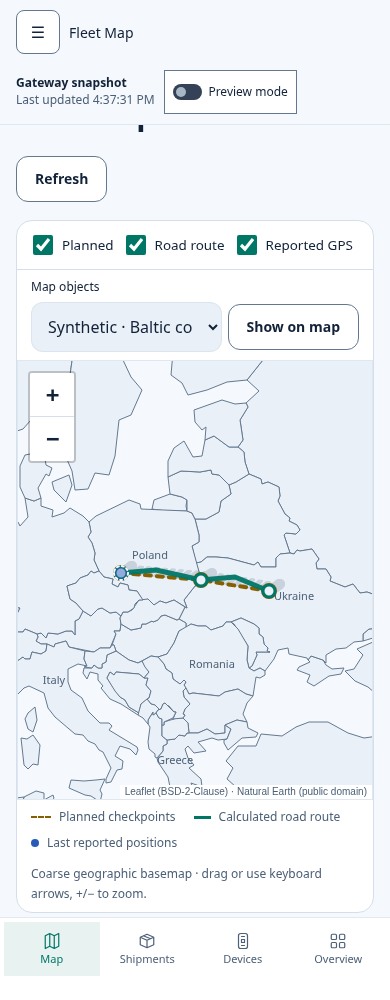 ☰ Fleet Map
Gateway snapshot
Last updated 4:37:31 PM
Preview mode
Refresh
Planned
Road route
Reported GPS
Map objects
Synthetic · Baltic co
Show on map
+
−
Poland
Ukraine
Romania
Italy
Greece
Leaflet (BSD-2-Clause) · Natural Earth (public domain)
Planned checkpoints
Calculated road route
Last reported positions
Coarse geographic basemap · drag or use keyboard
arrows, +/− to zoom.
Map
Shipments
Devices
Overview